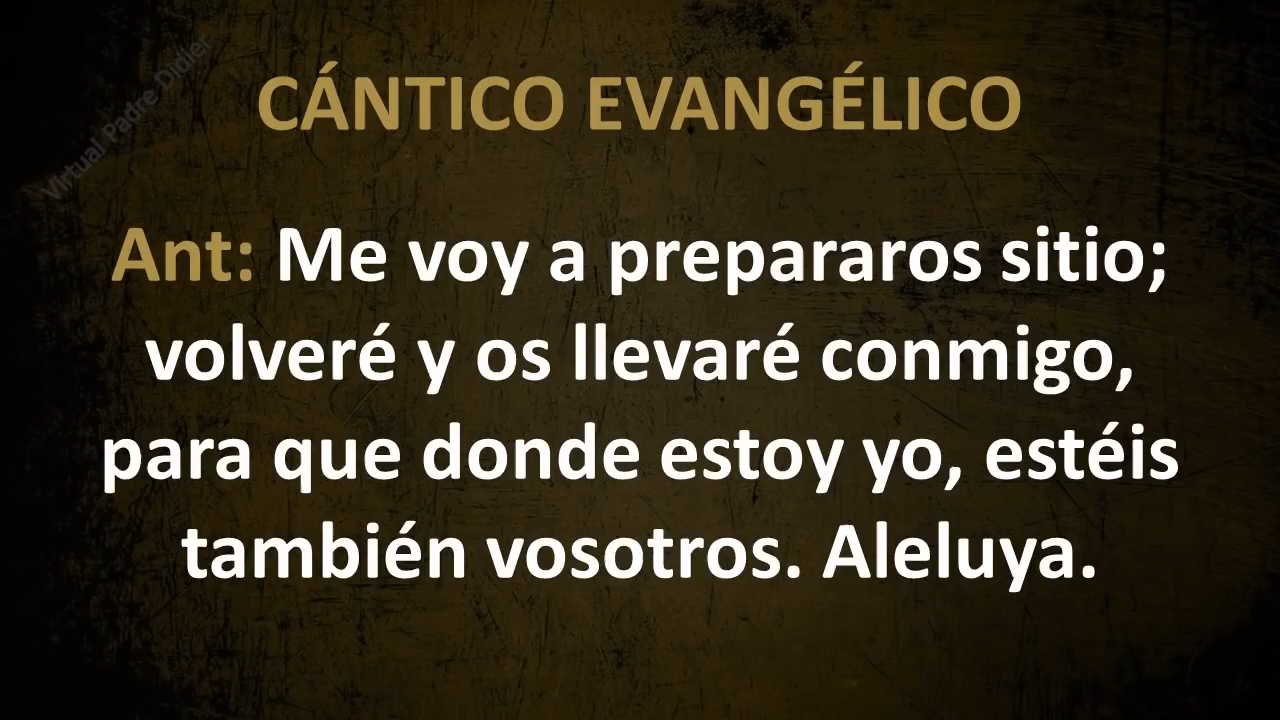 Virtual Padre Didier
CÁNTICO EVANGÉLICO
Ant: Me voy a prepararos sitio;
volveré y os llevaré conmigo,
para que donde estoy yo, estéis
también vosotros. Aleluya.